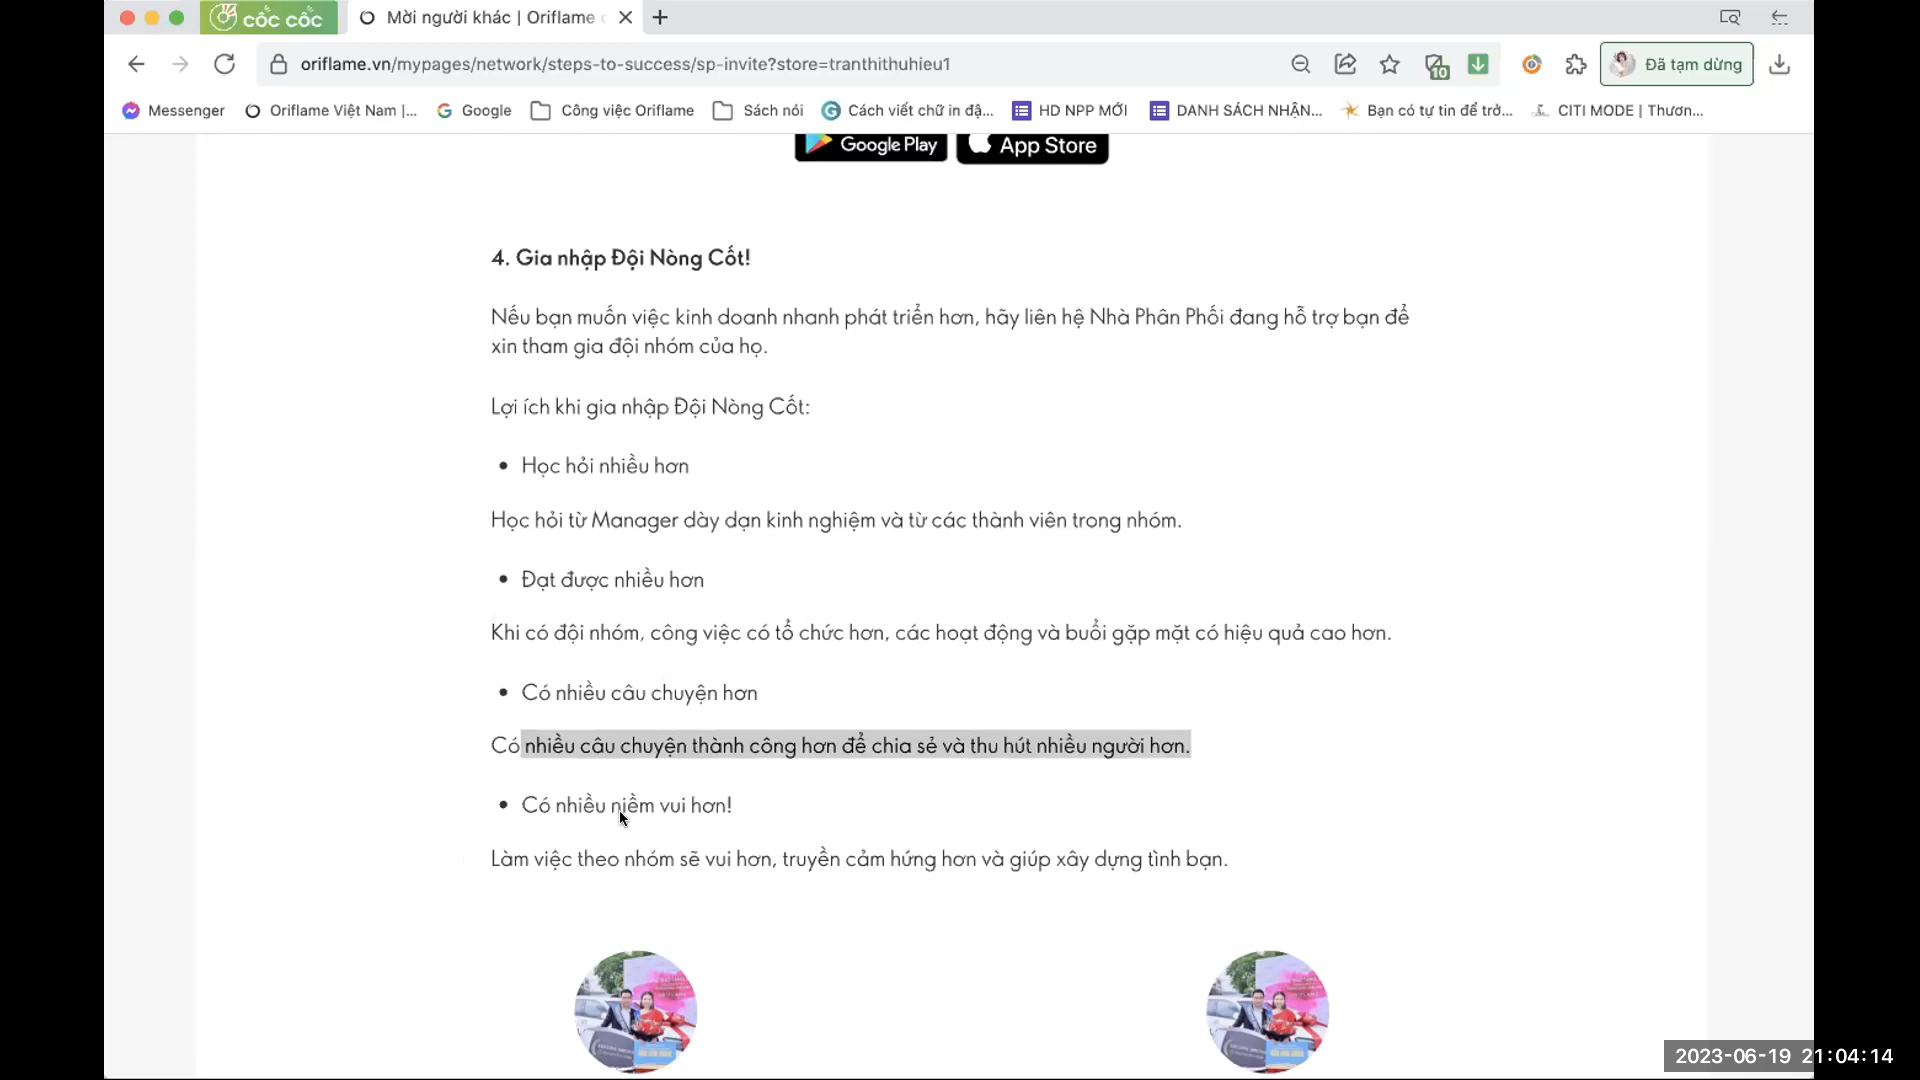 cốc cốc
Mời người khác | Oriflame
oriflame.vn/mypages/network/steps-to-success/sp-invite?store=tranthithuhieu1
10
Đã tạm dừng
Messenger
Oriflame Việt Nam |...
Google
Công việc Oriflame
Sách nói
Cách viết chữ in đậ...
HD NPP MỚI
DANH SÁCH NHẬN...
Bạn có tự tin để trở...
CITI MODE | Thươn...
Google Play
App Store
4. Gia nhập Đội Nòng Cốt!
Nếu bạn muốn việc kinh doanh nhanh phát triển hơn, hãy liên hệ Nhà Phân Phối đang hỗ trợ bạn để
xin tham gia đội nhóm của họ.
Lợi ích khi gia nhập Đội Nòng Cốt:
• Học hỏi nhiều hơn
Học hỏi từ Manager dày dạn kinh nghiệm và từ các thành viên trong nhóm.
• Đạt được nhiều hơn
Khi có đội nhóm, công việc có tổ chức hơn, các hoạt động và buổi gặp mặt có hiệu quả cao hơn.
• Có nhiều câu chuyện hơn
Có nhiều câu chuyện thành công hơn để chia sẻ và thu hút nhiều người hơn.
• Có nhiều niềm vui hơn!
Làm việc theo nhóm sẽ vui hơn, truyền cảm hứng hơn và giúp xây dựng tình bạn.
2023-06-19 21:04:14